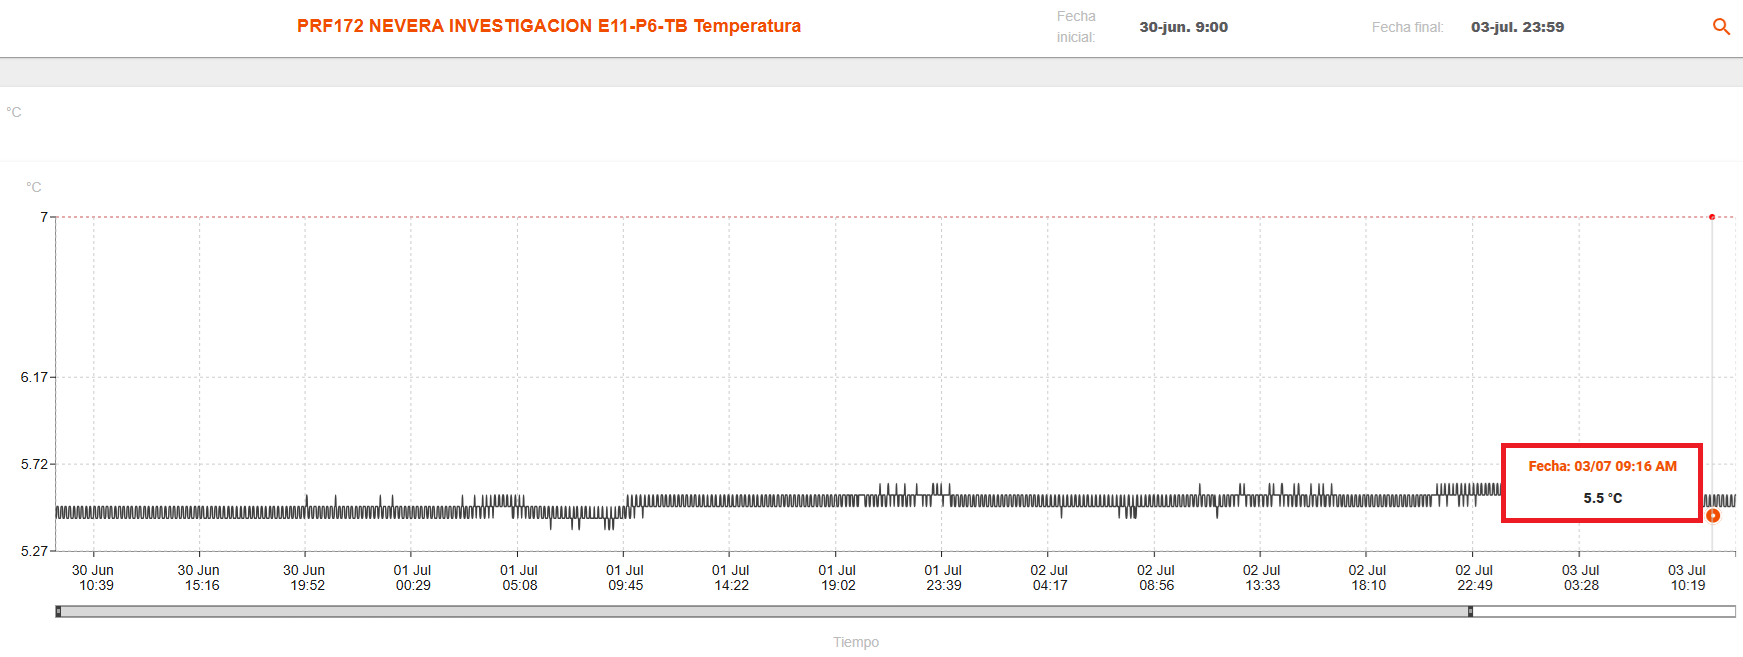 PRF172 NEVERA INVESTIGACION E11-P6-TB Temperatura
Fecha inicial:
30-jun. 9:00
Fecha final:
03-jul. 23:59
°C
°C
7
6.17
5.72
5.27
Fecha: 03/07 09:16 AM
5.5 °C
30 Jun 10:39
30 Jun 15:16
30 Jun 19:52
01 Jul 00:29
01 Jul 05:08
01 Jul 09:45
01 Jul 14:22
01 Jul 19:02
01 Jul 23:39
02 Jul 04:17
02 Jul 08:56
02 Jul 13:33
02 Jul 18:10
02 Jul 22:49
03 Jul 03:28
03 Jul 10:19
Tiempo